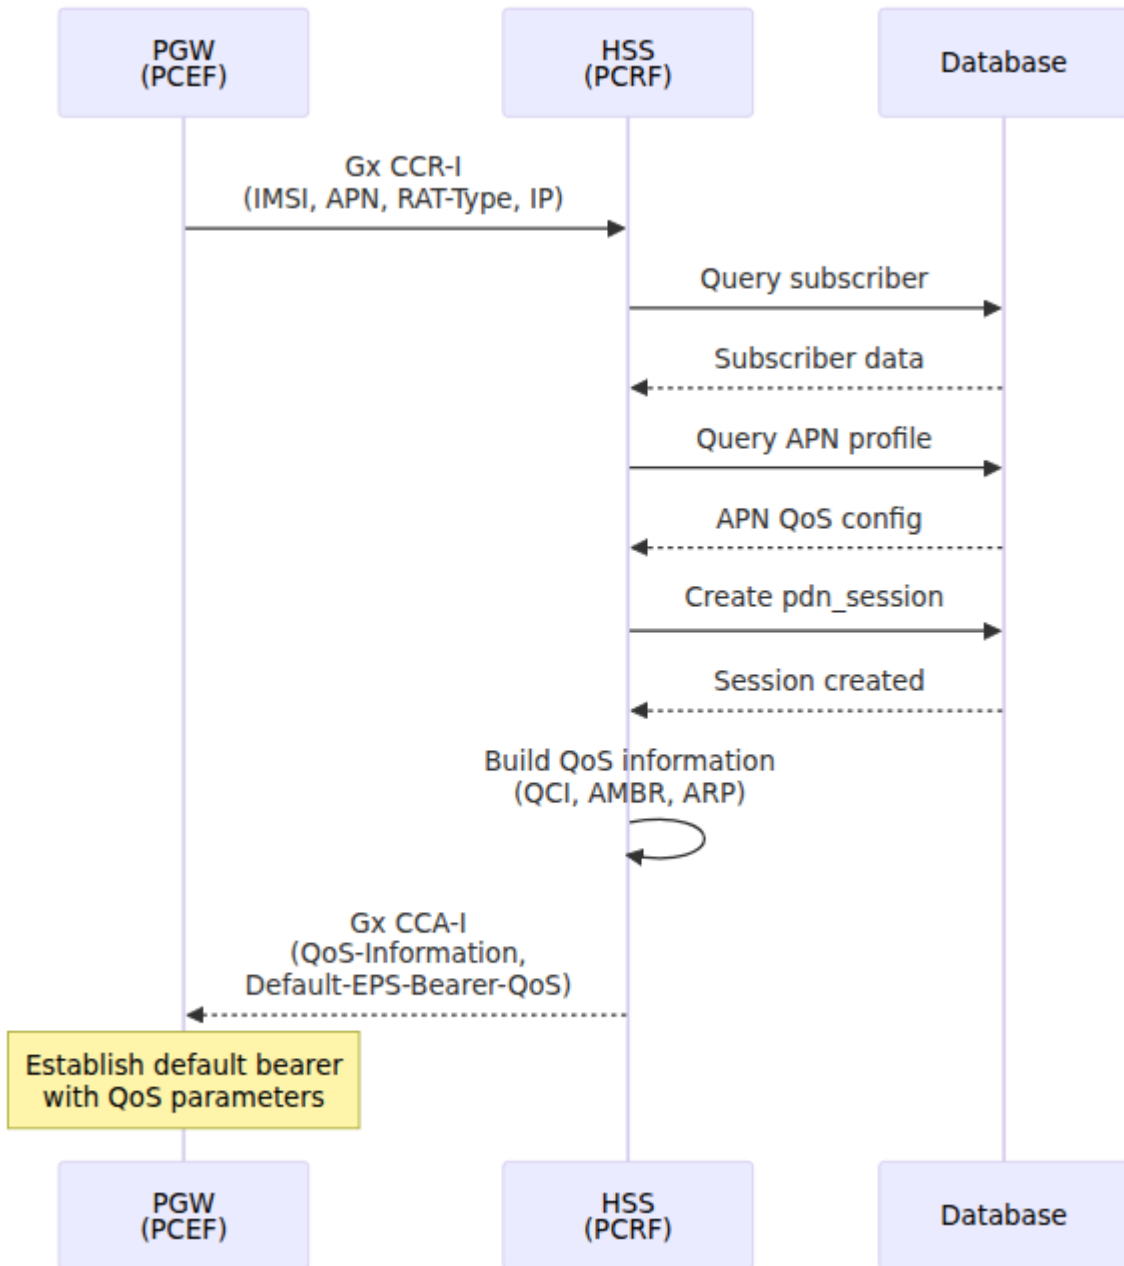 PGW
(PCEF)
HSS
(PCRF)
Database
Gx CCR-I
(IMSI, APN, RAT-Type, IP)
Query subscriber
Subscriber data
Query APN profile
APN QoS config
Create pdn_session
Session created
Build QoS information
(QCI, AMBR, ARP)
Gx CCA-I
(QoS-Information,
Default-EPS-Bearer-QoS)
Establish default bearer
with QoS parameters
PGW
(PCEF)
HSS
(PCRF)
Database